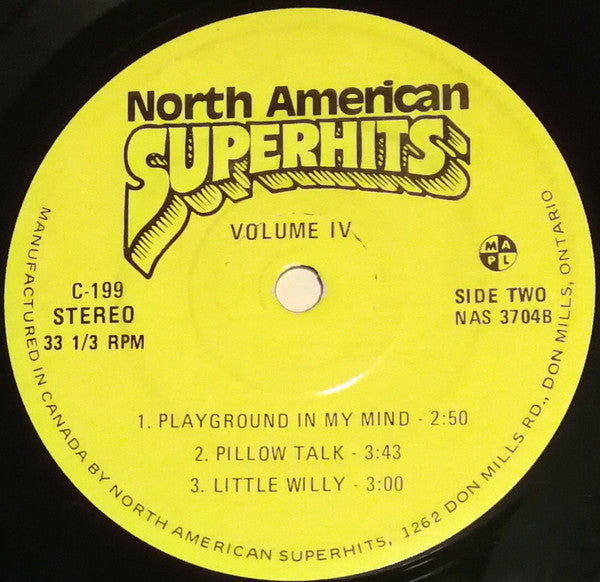 North American
SUPERHITS
VOLUME IV
C-199
STEREO
33 1/3 RPM
M A P L
SIDE TWO
NAS 3704B
1. PLAYGROUND IN MY MIND - 2:50
2. PILLOW TALK - 3:43
3. LITTLE WILLY - 3:00
MANUFACTURED IN CANADA BY NORTH AMERICAN SUPERHITS, 1262 DON MILLS RD., DON MILLS, ONTARIO